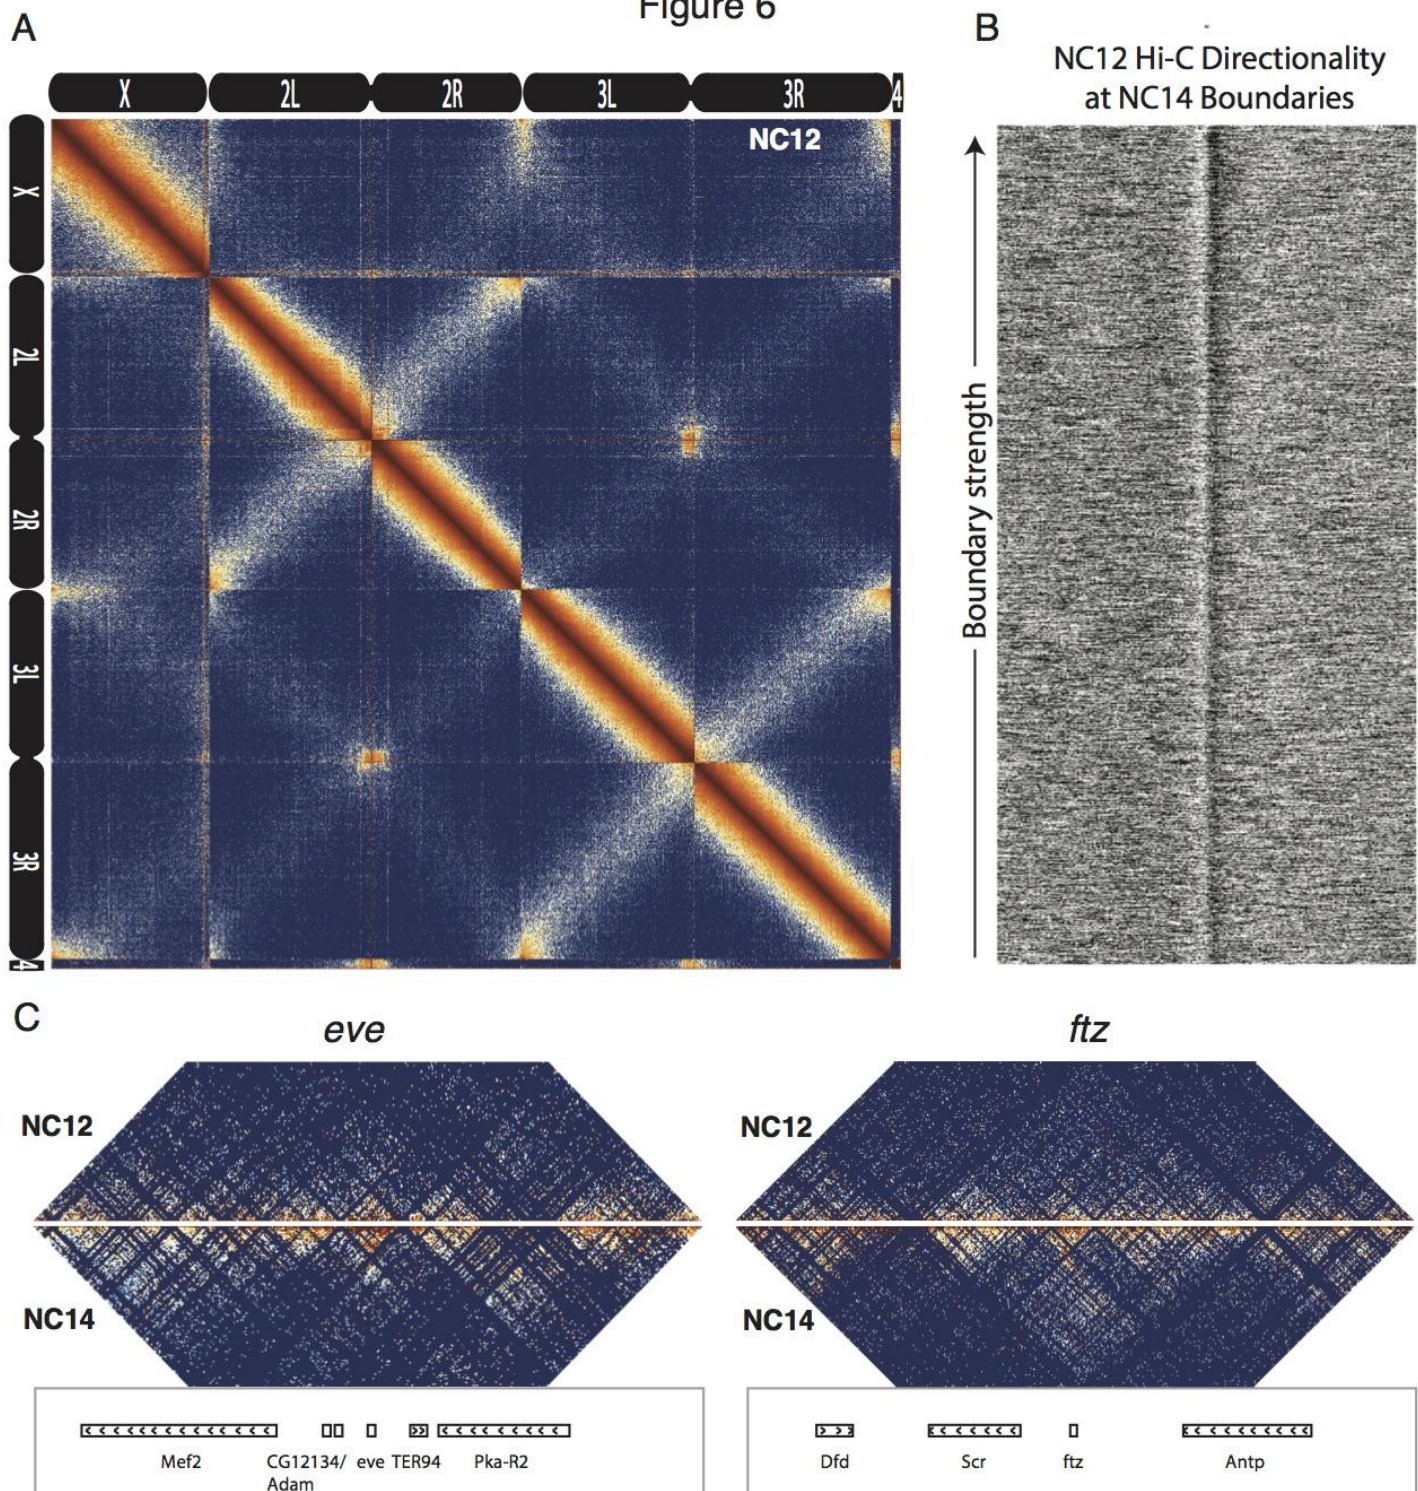 Figure 6
A
X 2L 2R 3L 3R 4
NC12
X
2L
2R
3L
3R
4
B
NC12 Hi-C Directionality
at NC14 Boundaries
Boundary strength
C
eve
NC12
NC14
Mef2 CG12134/ eve TER94 Pka-R2
Adam
ftz
NC12
NC14
Dfd Scr ftz Antp